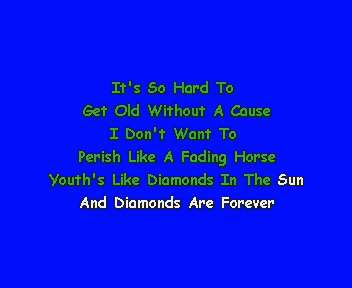 It's So Hard To
Get Old Without A Cause
I Don't Want To
Perish Like A Fading Horse
Youth's Like Diamonds In The Sun
And Diamonds Are Forever